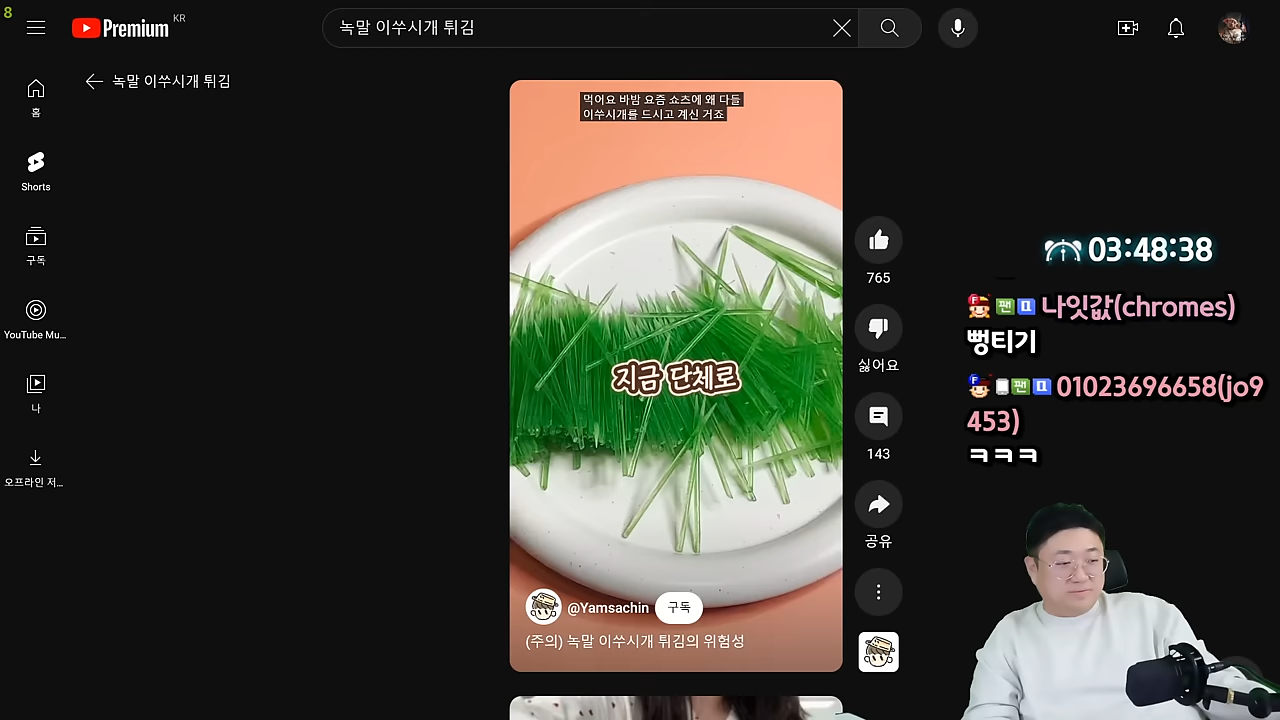 8
Premium
KR
녹말 이쑤시개 튀김
녹말 이쑤시개 튀김
홈
Shorts
구독
YouTube Mu...
나
오프라인 저...
먹어요 바밤 요즘 쇼츠에 왜 다들
이쑤시개를 드시고 계신 거죠
지금 단체로
@Yamsachin
구독
(주의) 녹말 이쑤시개 튀김의 위험성
765
싫어요
143
공유
03:48:38
F 팬 나잇값(chromes)
뻥티기
F 팬 01023696658(jo9
453)
ㅋㅋㅋ